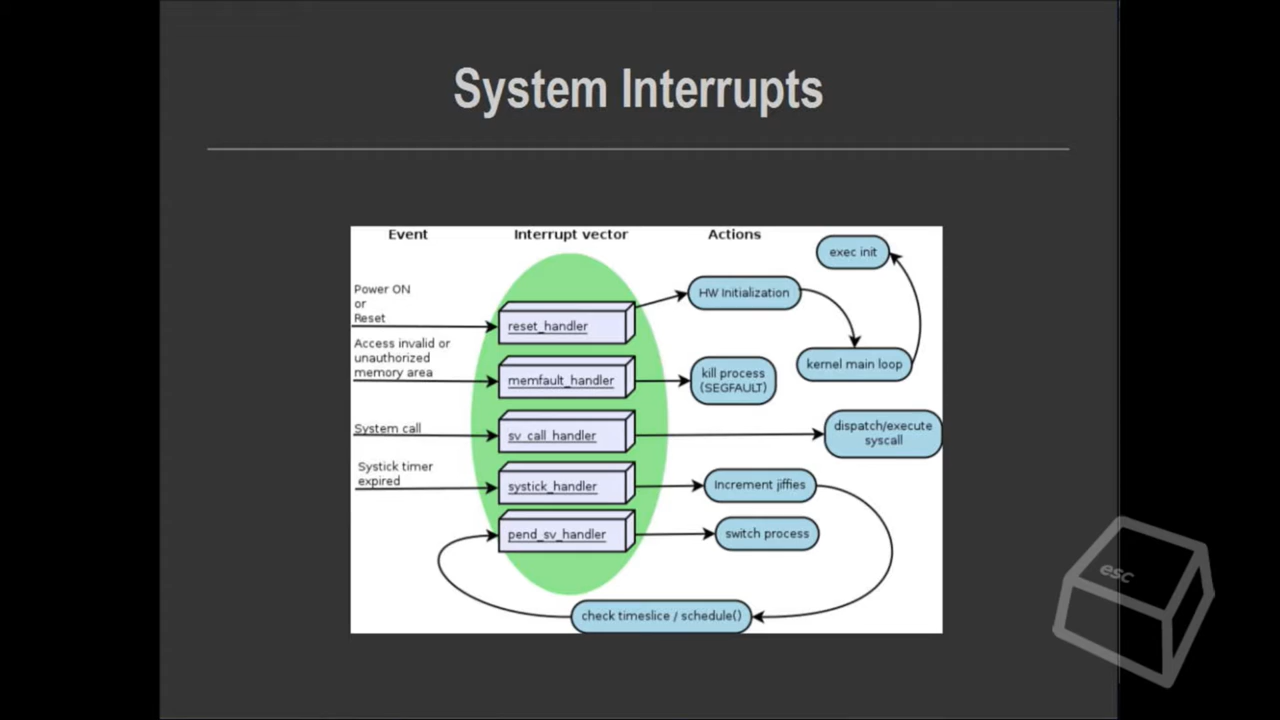 System Interrupts
Event
Interrupt vector
Actions
exec init
Power ON
or
Reset
reset_handler
HW Initialization
Access invalid or
unauthorized
memory area
memfault_handler
kill process
(SEGFAULT)
kernel main loop
System call
sv_call_handler
dispatch/execute
syscall
Systick timer
expired
systick_handler
Increment jiffies
pend_sv_handler
switch process
check timeslice / schedule()
esc